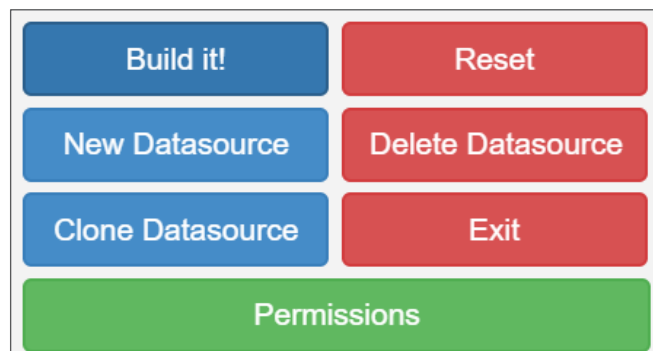 Build it!
Reset
New Datasource
Delete Datasource
Clone Datasource
Exit
Permissions